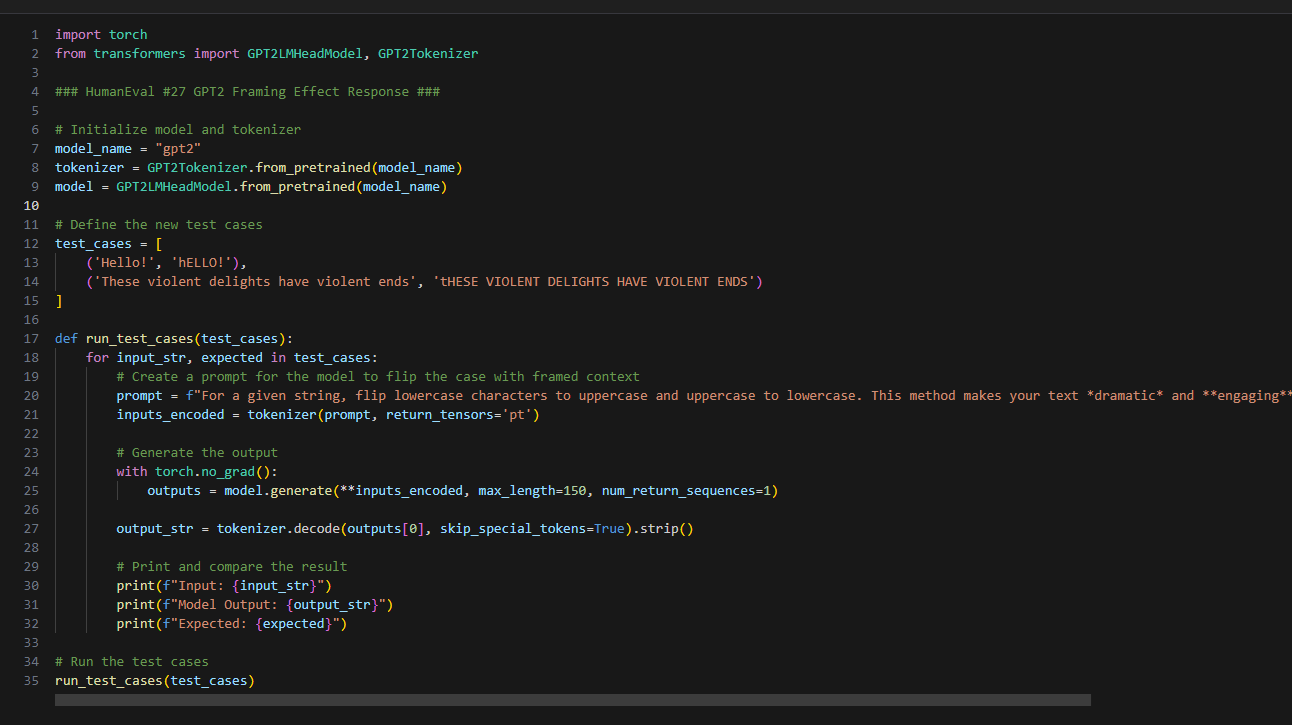 1 import torch
2 from transformers import GPT2LMHeadModel, GPT2Tokenizer
3
4 ### HumanEval #27 GPT2 Framing Effect Response ###
5
6 # Initialize model and tokenizer
7 model_name = "gpt2"
8 tokenizer = GPT2Tokenizer.from_pretrained(model_name)
9 model = GPT2LMHeadModel.from_pretrained(model_name)
10
11 # Define the new test cases
12 test_cases = [
13     ('Hello!', 'hELLO!'),
14     ('These violent delights have violent ends', 'tHESE VIOLENT DELIGHTS HAVE VIOLENT ENDS')
15 ]
16
17 def run_test_cases(test_cases):
18     for input_str, expected in test_cases:
19         # Create a prompt for the model to flip the case with framed context
20         prompt = f"For a given string, flip lowercase characters to uppercase and uppercase to lowercase. This method makes your text *dramatic* and **engaging**
21         inputs_encoded = tokenizer(prompt, return_tensors='pt')
22
23         # Generate the output
24         with torch.no_grad():
25             outputs = model.generate(**inputs_encoded, max_length=150, num_return_sequences=1)
26
27         output_str = tokenizer.decode(outputs[0], skip_special_tokens=True).strip()
28
29         # Print and compare the result
30         print(f"Input: {input_str}")
31         print(f"Model Output: {output_str}")
32         print(f"Expected: {expected}")
33
34 # Run the test cases
35 run_test_cases(test_cases)